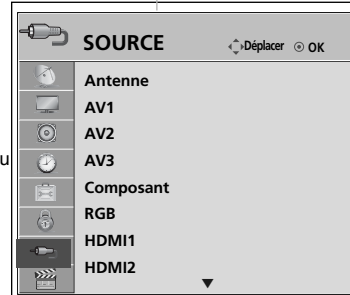 SOURCE Déplacer OK
Antenne
AV1
AV2
AV3
u
Composant
RGB
HDMI1
HDMI2